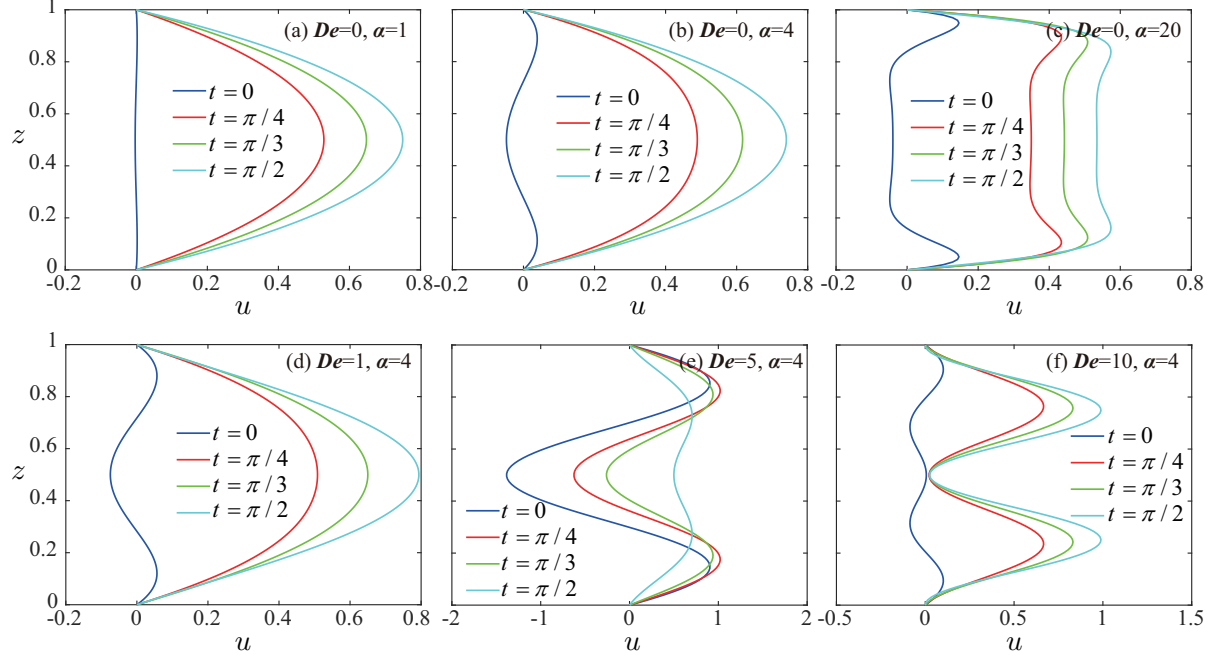 (a) De=0, α=1
t = 0
t = π / 4
t = π / 3
t = π / 2
z
1
0.8
0.6
0.4
0.2
0
-0.2 0 0.2 0.4 0.6 0.8
u
(b) De=0, α=4
t = 0
t = π / 4
t = π / 3
t = π / 2
-0.2 0 0.2 0.4 0.6 0.8
u
(c) De=0, α=20
t = 0
t = π / 4
t = π / 3
t = π / 2
-0.2 0 0.2 0.4 0.6 0.8
u
(d) De=1, α=4
t = 0
t = π / 4
t = π / 3
t = π / 2
z
1
0.8
0.6
0.4
0.2
0
-0.2 0 0.2 0.4 0.6 0.8
u
(e) De=5, α=4
t = 0
t = π / 4
t = π / 3
t = π / 2
-2 -1 0 1 2
u
(f) De=10, α=4
t = 0
t = π / 4
t = π / 3
t = π / 2
-0.5 0 0.5 1 1.5
u